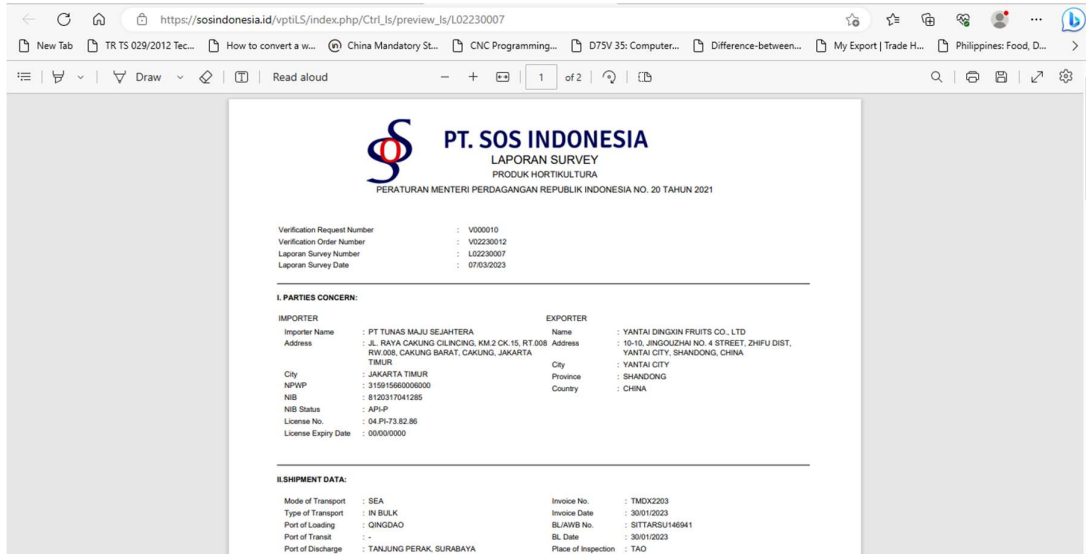 https://sosindonesia.id/vptiLS/index.php/Ctrl_ls/preview_ls/L02230007
New Tab TR TS 029/2012 Tec... How to convert a w... China Mandatory St... CNC Programming... D75V 35: Computer... Difference-between... My Export | Trade H... Philippines: Food, D...
Draw Read aloud 1 of 2
SOS
PT. SOS INDONESIA
LAPORAN SURVEY
PRODUK HORTIKULTURA
PERATURAN MENTERI PERDAGANGAN REPUBLIK INDONESIA NO. 20 TAHUN 2021
Verification Request Number : V000010
Verification Order Number : V02230012
Laporan Survey Number : L02230007
Laporan Survey Date : 07/03/2023
I. PARTIES CONCERN:
IMPORTER EXPORTER
Importer Name : PT TUNAS MAJU SEJAHTERA Name : YANTAI DINGXIN FRUITS CO., LTD
Address : JL. RAYA CAKUNG CILINCING, KM.2 CK.15, RT.008 Address : 10-10, JINGOUZHAI NO. 4 STREET, ZHIFU DIST,
RW.008, CAKUNG BARAT, CAKUNG, JAKARTA YANTAI CITY, SHANDONG, CHINA
TIMUR City : YANTAI CITY
City : JAKARTA TIMUR Province : SHANDONG
NPWP : 315915660006000 Country : CHINA
NIB : 8120317041285
NIB Status : API-P
License No. : 04.PI-73.82.86
License Expiry Date : 00/00/0000
II.SHIPMENT DATA:
Mode of Transport : SEA Invoice No. : TMDX2203
Type of Transport : IN BULK Invoice Date : 30/01/2023
Port of Loading : QINGDAO BL/AWB No. : SITTARSU146941
Port of Transit : - BL Date : 30/01/2023
Port of Discharge : TANJUNG PERAK, SURABAYA Place of Inspection : TAO